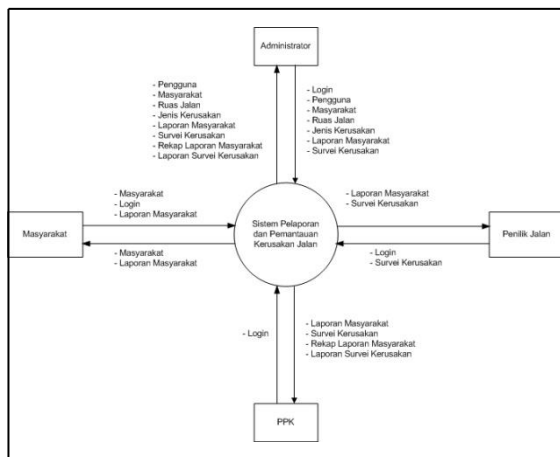 Administrator
- Pengguna
- Masyarakat
- Ruas Jalan
- Jenis Kerusakan
- Laporan Masyarakat
- Survei Kerusakan
- Rekap Laporan Masyarakat
- Laporan Survei Kerusakan
- Login
- Pengguna
- Masyarakat
- Ruas Jalan
- Jenis Kerusakan
- Laporan Masyarakat
- Survei Kerusakan
- Masyarakat
- Login
- Laporan Masyarakat
- Laporan Masyarakat
- Survei Kerusakan
Masyarakat
Sistem Pelaporan
dan Pemantauan
Kerusakan Jalan
Penilik Jalan
- Masyarakat
- Laporan Masyarakat
- Login
- Survei Kerusakan
- Login
- Laporan Masyarakat
- Survei Kerusakan
- Rekap Laporan Masyarakat
- Laporan Survei Kerusakan
PPK